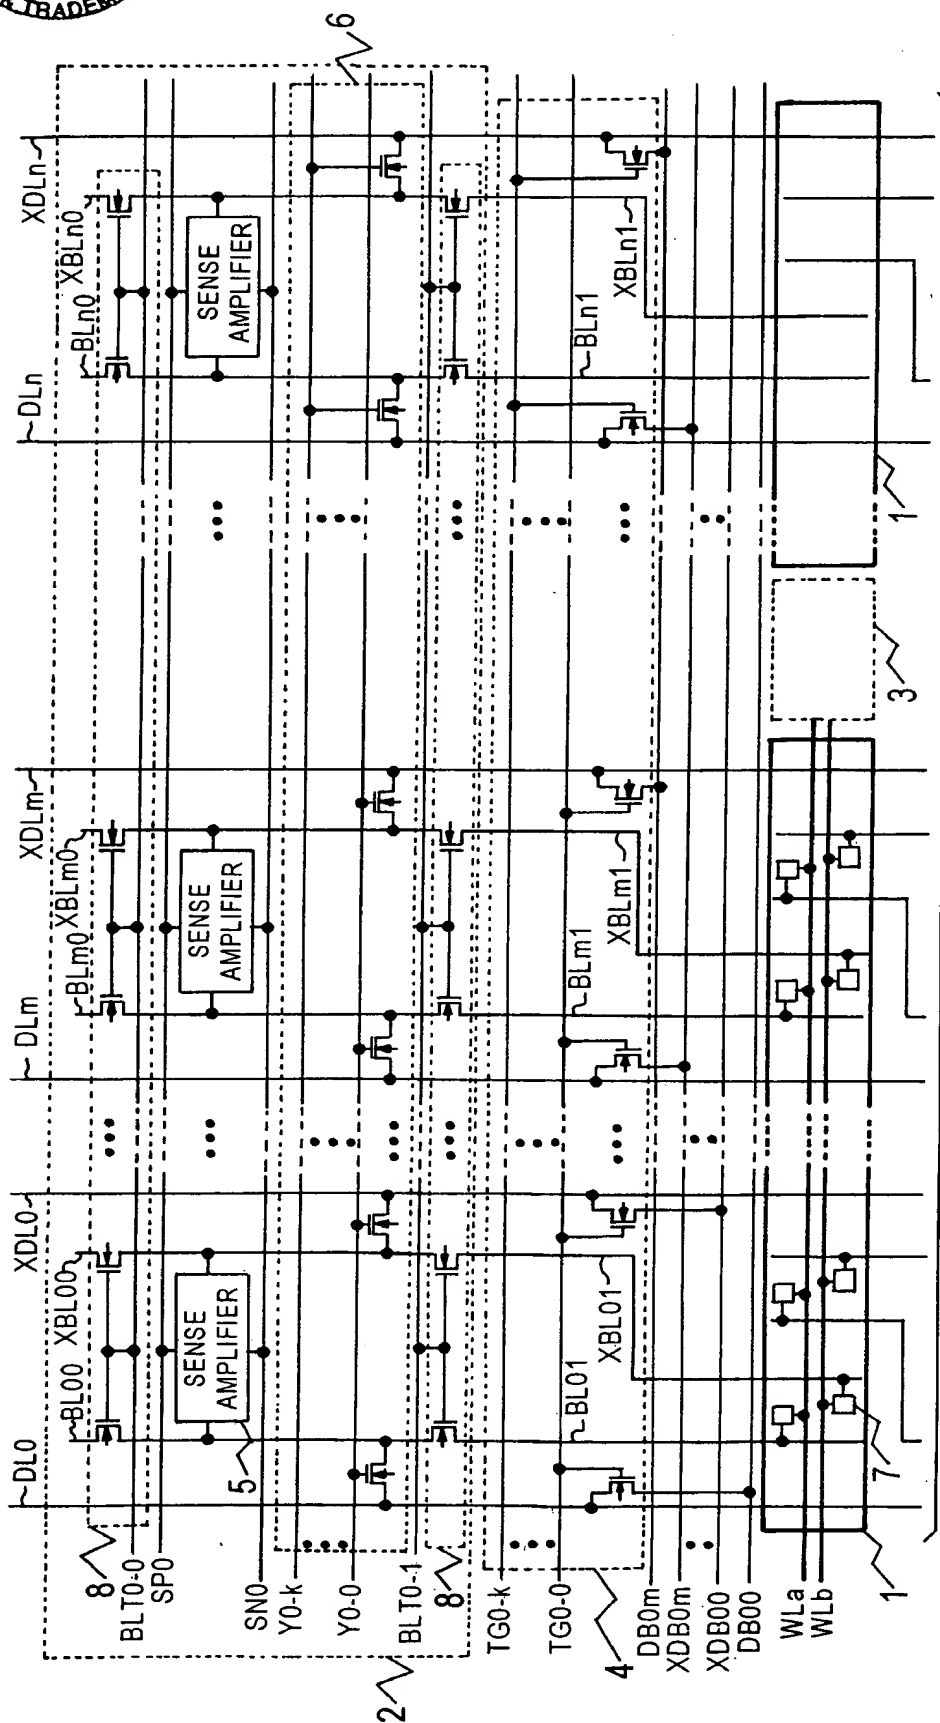 & TRADEM
DL0
BL00
XBL00
XDL0
DLm
BLm0
XBLm0
XDLm
DLn
BLn0
XBLn0
XDLn
6
8
BLT0-0
SP0
SENSE
AMPLIFIER
SENSE
AMPLIFIER
SENSE
AMPLIFIER
5
SN0
Y0-k
Y0-0
BLT0-1
8
2
TG0-k
TG0-0
BL01
XBL01
BLm1
XBLm1
BLn1
XBLn1
4
DB0m
XDB0m
XDB00
DB00
WLa
WLb
7
1
3
1